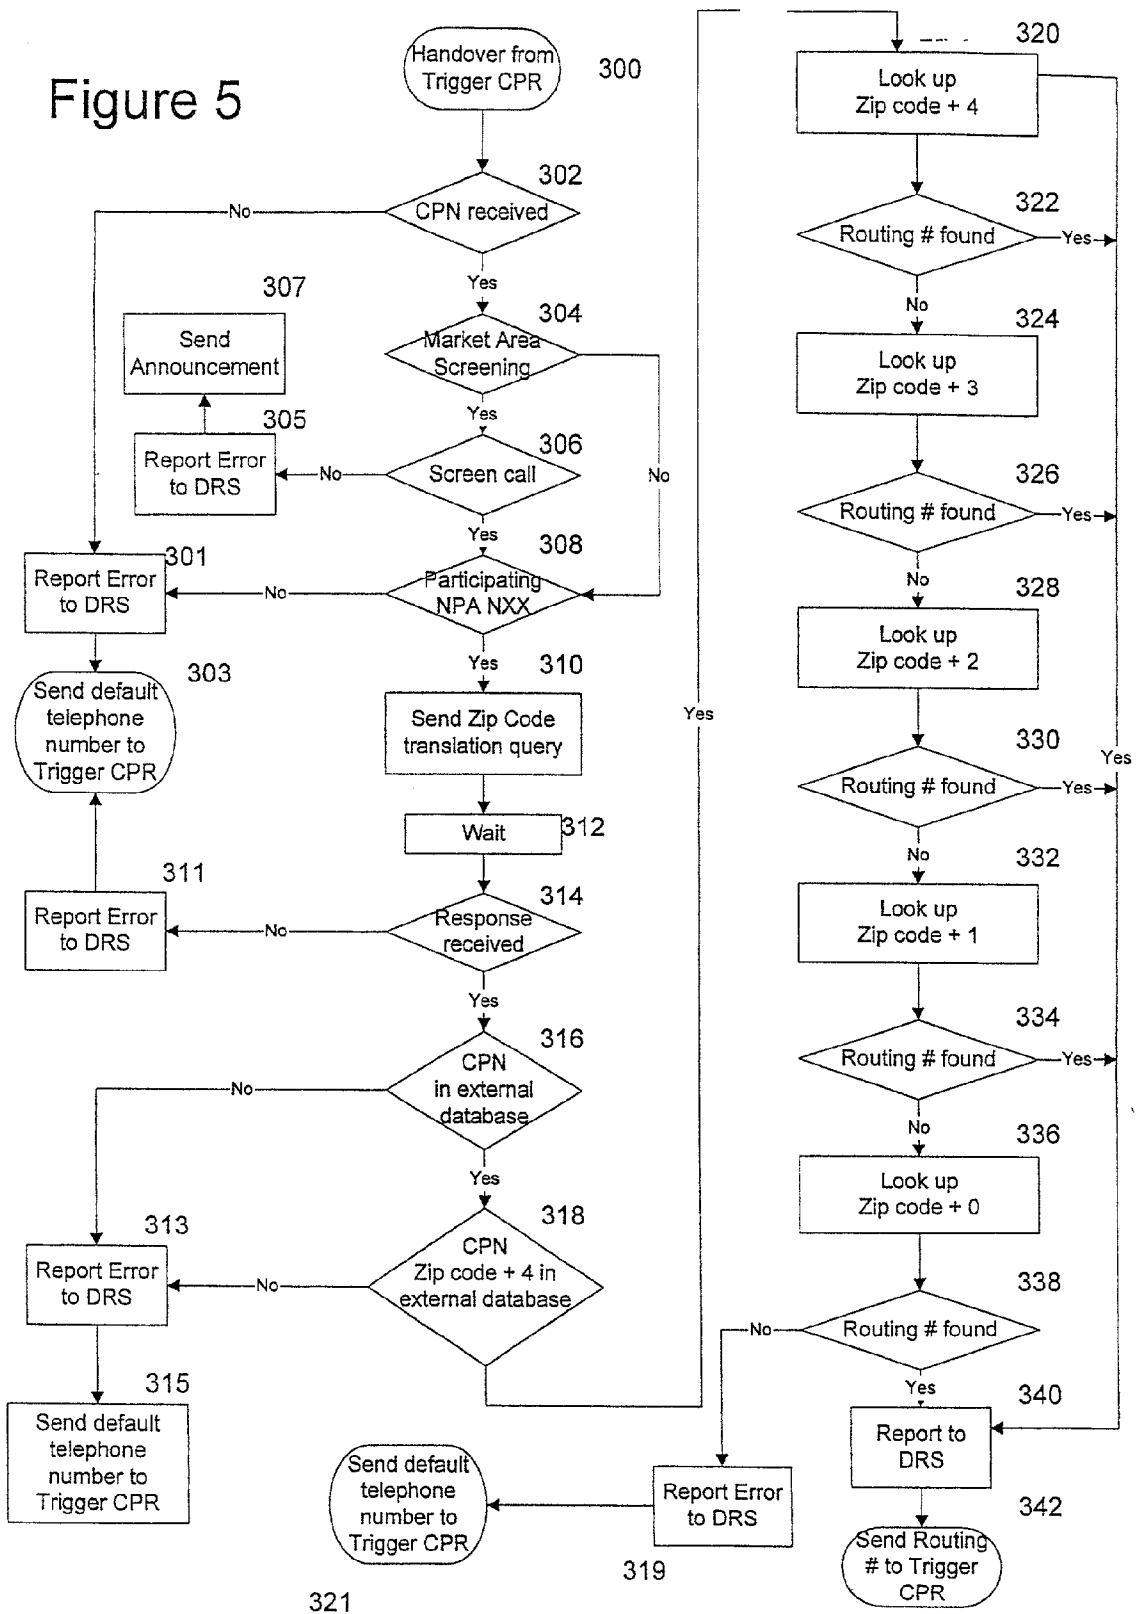 Figure 5
Handover from
Trigger CPR
300
302
CPN received
No
Yes
307
Send
Announcement
304
Market Area
Screening
Yes
No
305
Report Error
to DRS
306
Screen call
No
Yes
301
Report Error
to DRS
308
Participating
NPA NXX
No
Yes
303
Send default
telephone
number to
Trigger CPR
310
Send Zip Code
translation query
Wait
312
311
Report Error
to DRS
314
Response
received
No
Yes
316
CPN
in external
database
No
Yes
313
Report Error
to DRS
318
CPN
Zip code + 4 in
external database
No
Yes
315
Send default
telephone
number to
Trigger CPR
320
Look up
Zip code + 4
322
Routing # found
Yes
No
324
Look up
Zip code + 3
326
Routing # found
Yes
No
328
Look up
Zip code + 2
330
Routing # found
Yes
Yes
No
332
Look up
Zip code + 1
334
Routing # found
Yes
No
336
Look up
Zip code + 0
338
Routing # found
No
Yes
340
Report to
DRS
342
Send Routing
# to Trigger
CPR
Report Error
to DRS
319
Send default
telephone
number to
Trigger CPR
321